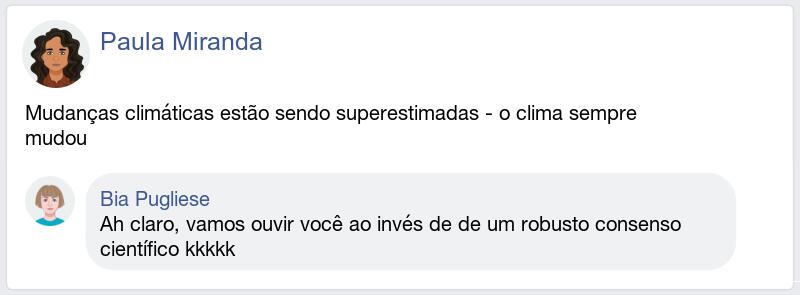 Paula Miranda
Mudanças climáticas estão sendo superestimadas - o clima sempre
mudou
Bia Pugliese
Ah claro, vamos ouvir você ao invés de de um robusto consenso
científico kkkkk